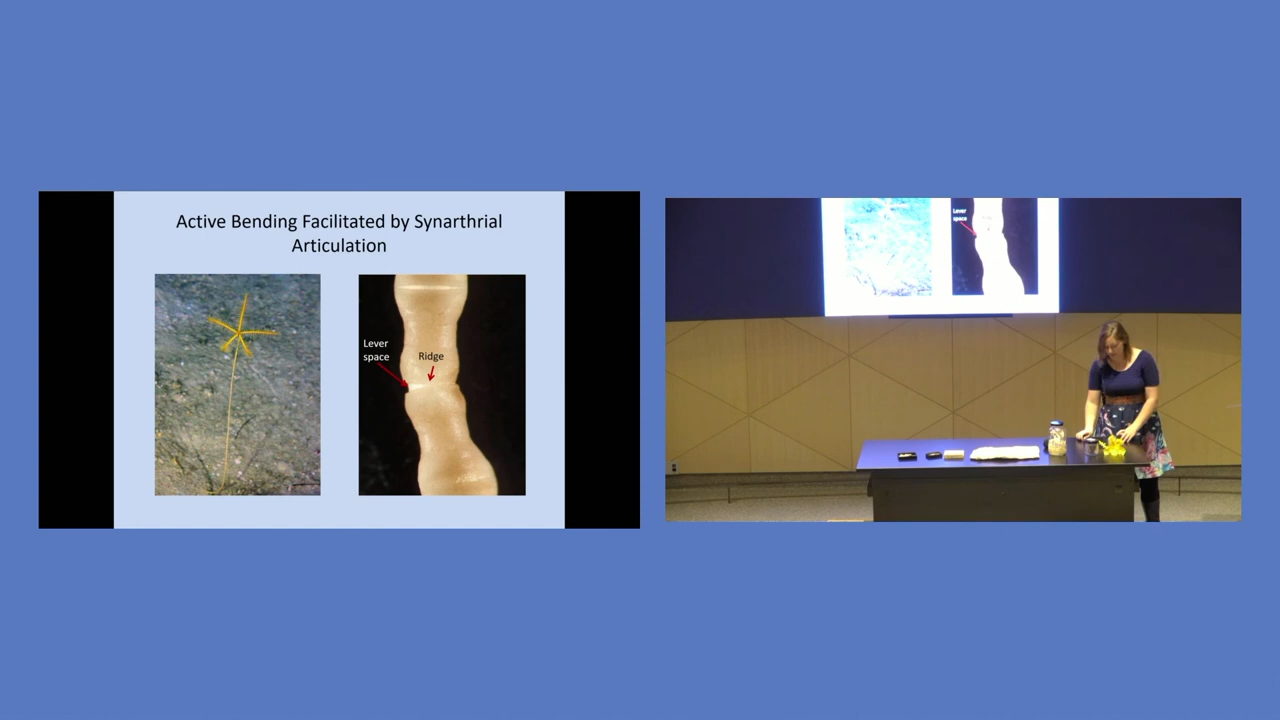 Active Bending Facilitated by Synarthrial
Articulation
Lever
space
Ridge
Lever
space